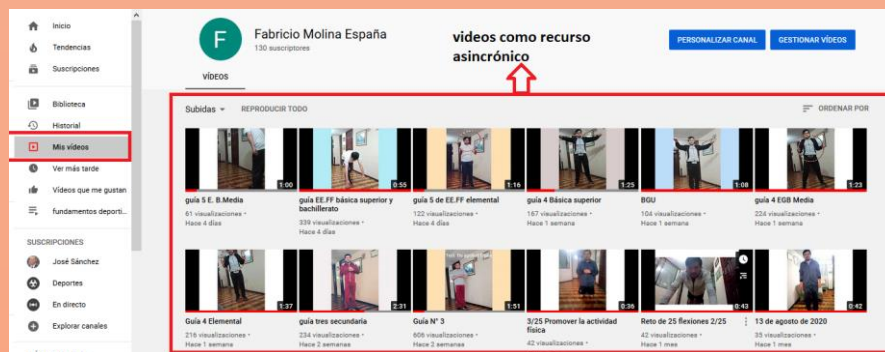 Inicio
Tendencias
Suscripciones
Biblioteca
Historial
Mis vídeos
Ver más tarde
Vídeos que me gustan
fundamentos deporti...
SUSCRIPCIONES
José Sánchez
Deportes
En directo
Explorar canales
F
Fabricio Molina España
130 suscriptores
videos como recurso
asincrónico
PERSONALIZAR CANAL
GESTIONAR VÍDEOS
VÍDEOS
Subidas
REPRODUCIR TODO
ORDENAR POR
1:00
0:55
1:16
1:25
1:08
1:23
guía 5 E. B.Media
61 visualizaciones •
Hace 4 días
guía EE.FF básica superior y
bachillerato
339 visualizaciones •
Hace 4 días
guía 5 de EE.FF elemental
122 visualizaciones •
Hace 4 días
guía 4 Básica superior
167 visualizaciones •
Hace 1 semana
BGU
104 visualizaciones •
Hace 1 semana
guía 4 EGB Media
224 visualizaciones •
Hace 1 semana
1:37
2:31
1:51
0:36
0:43
0:42
Guía 4 Elemental
216 visualizaciones •
Hace 1 semana
guía tres secundaria
234 visualizaciones •
Hace 2 semanas
Guía N° 3
606 visualizaciones •
Hace 2 semanas
3/25 Promover la actividad
física
42 visualizaciones •
Reto de 25 flexiones 2/25
42 visualizaciones •
Hace 1 mes
13 de agosto de 2020
35 visualizaciones •
Hace 1 mes